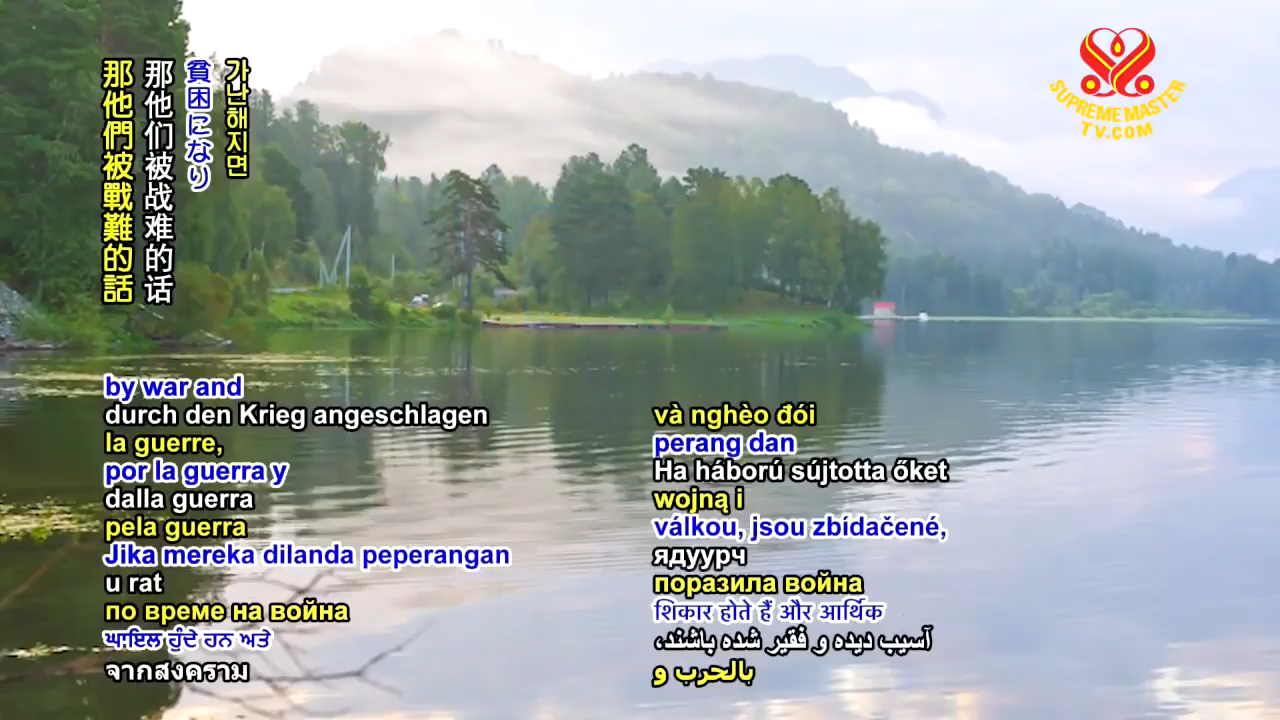 가난해지면
貧困になり
那他们被战难的话
那他們被戰難的話
SUPREME MASTER
TV.COM
by war and
durch den Krieg angeschlagen
la guerre,
por la guerra y
dalla guerra
pela guerra
Jika mereka dilanda peperangan
u rat
по време на война
ਘਾਇਲ ਹੁੰਦੇ ਹਨ ਅਤੇ
จากสงคราม
và nghèo đói
perang dan
Ha háború sújtotta őket
wojną i
válkou, jsou zbídačené,
ядуурч
поразила война
शिकार होते हैं और आर्थिक
آسیب دیده و فقیر شده باشند،
بالحرب و